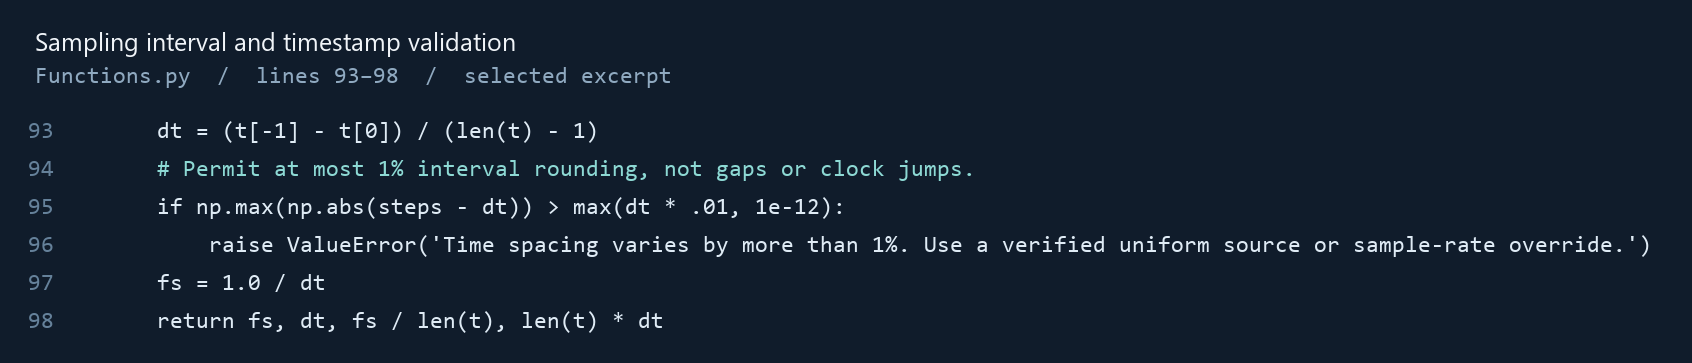 Sampling interval and timestamp validation
Functions.py / lines 93–98 / selected excerpt
93 dt = (t[-1] - t[0]) / (len(t) - 1)
94 # Permit at most 1% interval rounding, not gaps or clock jumps.
95 if np.max(np.abs(steps - dt)) > max(dt * .01, 1e-12):
96 raise ValueError('Time spacing varies by more than 1%. Use a verified uniform source or sample-rate override.')
97 fs = 1.0 / dt
98 return fs, dt, fs / len(t), len(t) * dt